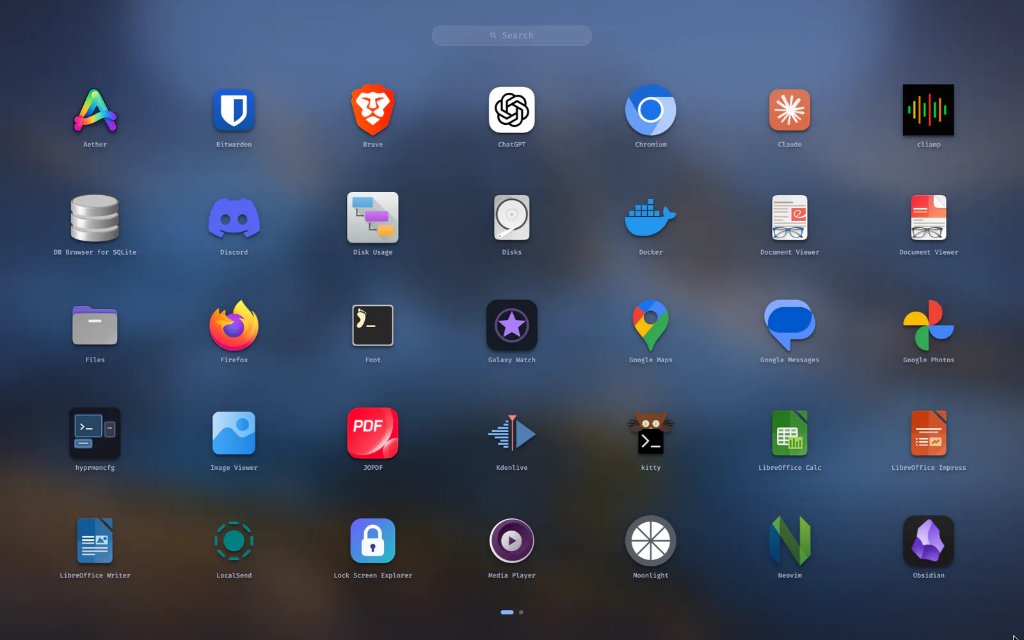 Search
Aether
Bitwarden
Brave
ChatGPT
Chromium
Claude
cliamp
DB Browser for SQLite
Discord
Disk Usage
Disks
Docker
Document Viewer
Document Viewer
Files
Firefox
Foot
Galaxy Watch
Google Maps
Google Messages
Google Photos
hyprmoncfg
Image Viewer
PDF
JOPDF
Kdenlive
kitty
LibreOffice Calc
LibreOffice Impress
LibreOffice Writer
LocalSend
Lock Screen Explorer
Media Player
Moonlight
Neovim
Obsidian